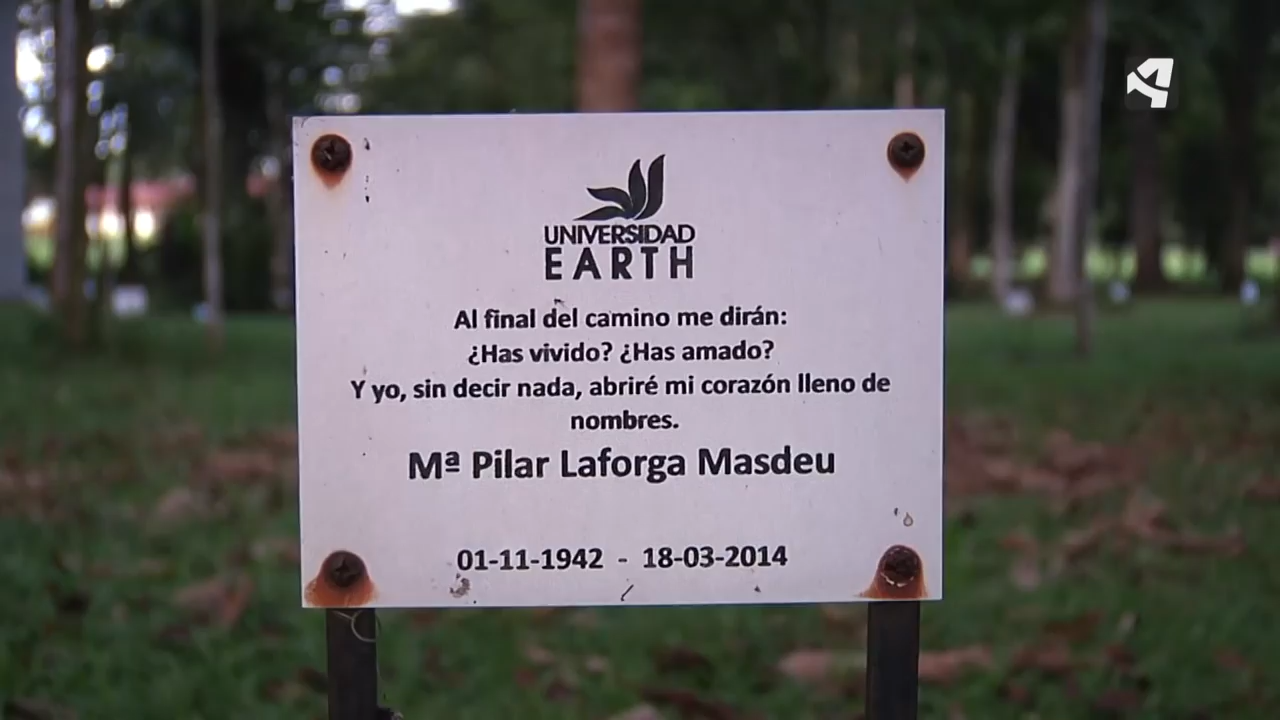 UNIVERSIDAD
EARTH
Al final del camino me dirán:
¿Has vivido? ¿Has amado?
Y yo, sin decir nada, abriré mi corazón lleno de
nombres.
Mª Pilar Laforga Masdeu
01-11-1942 - 18-03-2014